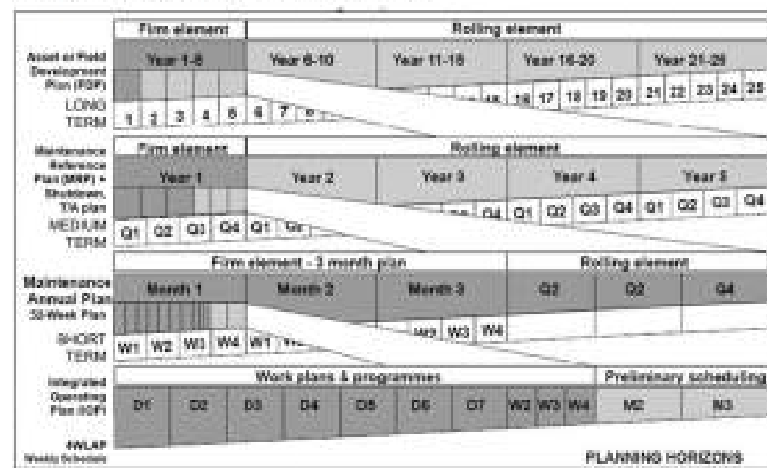 Firm element Rolling element
Asset or Field Development Plan (FDP)
LONG TERM
Year 1-5 Year 6-10 Year 11-15 Year 16-20 Year 21-25
1 2 3 4 5 6 7 16 17 18 19 20 21 22 23 24 25
Firm element Rolling element
Maintenance Reference Plan (MRP) + Shutdown, T/A plan
MEDIUM TERM
Year 1 Year 2 Year 3 Year 4 Year 5
Q1 Q2 Q3 Q4 Q1 Q4 Q1 Q2 Q3 Q4 Q1 Q2 Q3 Q4
Firm element - 3 month plan Rolling element
Maintenance Annual Plan
52-Week Plan
SHORT TERM
Month 1 Month 2 Month 3 Q2 Q2 Q4
W1 W2 W3 W4 W1 W2 W3 W4
Work plans & programmes Preliminary scheduling
Integrated Operating Plan (IOP)
D1 D2 D3 D4 D5 D6 D7 W2 W3 W4 M2 M3
Weekly Schedule
PLANNING HORIZONS